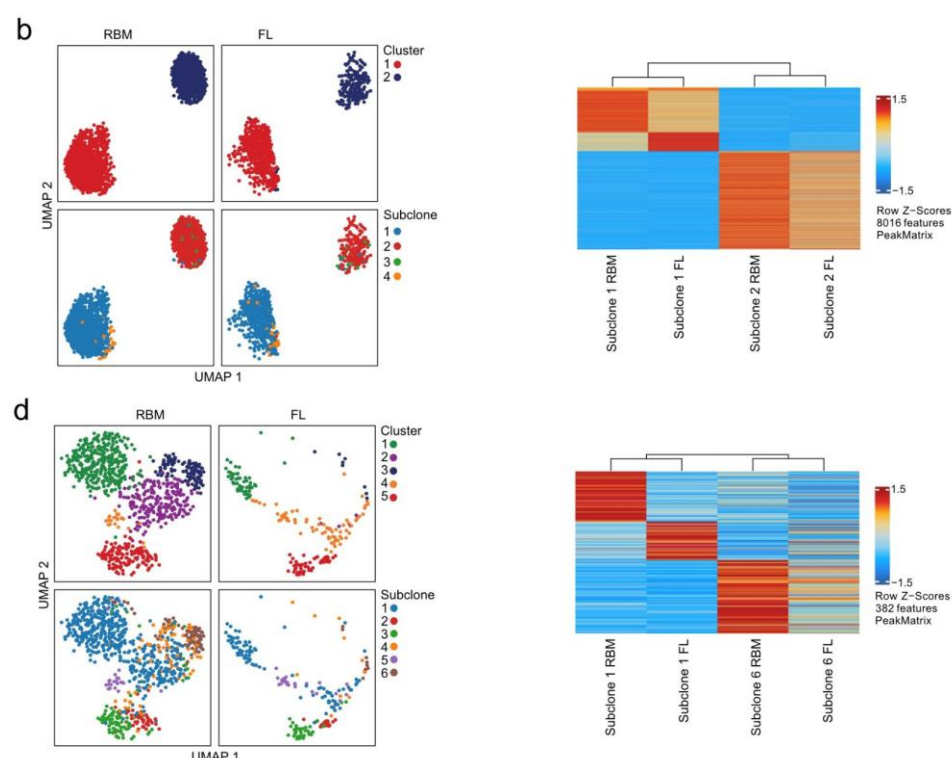 b
RBM
FL
Cluster
1
2
UMAP 2
Subclone
1
2
3
4
UMAP 1
1.5
−1.5
Row Z-Scores
8016 features
PeakMatrix
Subclone 1 RBM
Subclone 1 FL
Subclone 2 RBM
Subclone 2 FL
d
RBM
FL
Cluster
1
2
3
4
5
UMAP 2
Subclone
1
2
3
4
5
6
UMAP 1
1.5
−1.5
Row Z-Scores
382 features
PeakMatrix
Subclone 1 RBM
Subclone 1 FL
Subclone 6 RBM
Subclone 6 FL